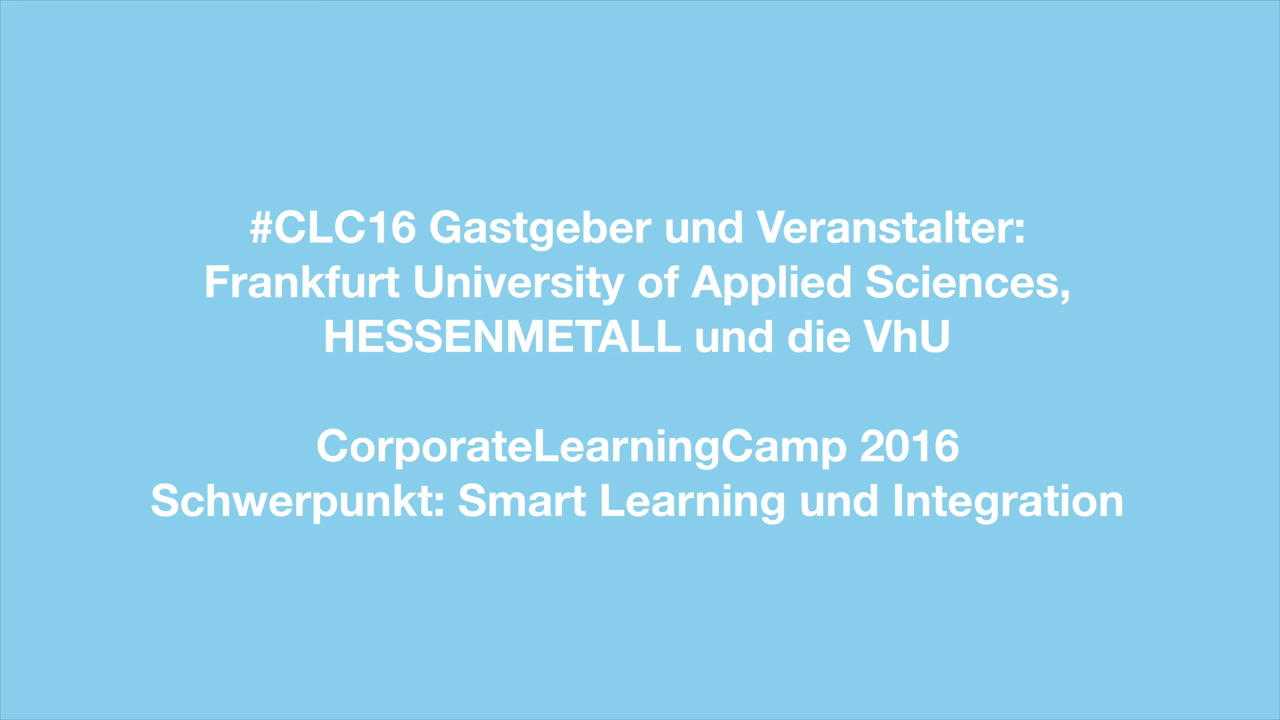 #CLC16 Gastgeber und Veranstalter:
Frankfurt University of Applied Sciences,
HESSENMETALL und die VhU
CorporateLearningCamp 2016
Schwerpunkt: Smart Learning und Integration